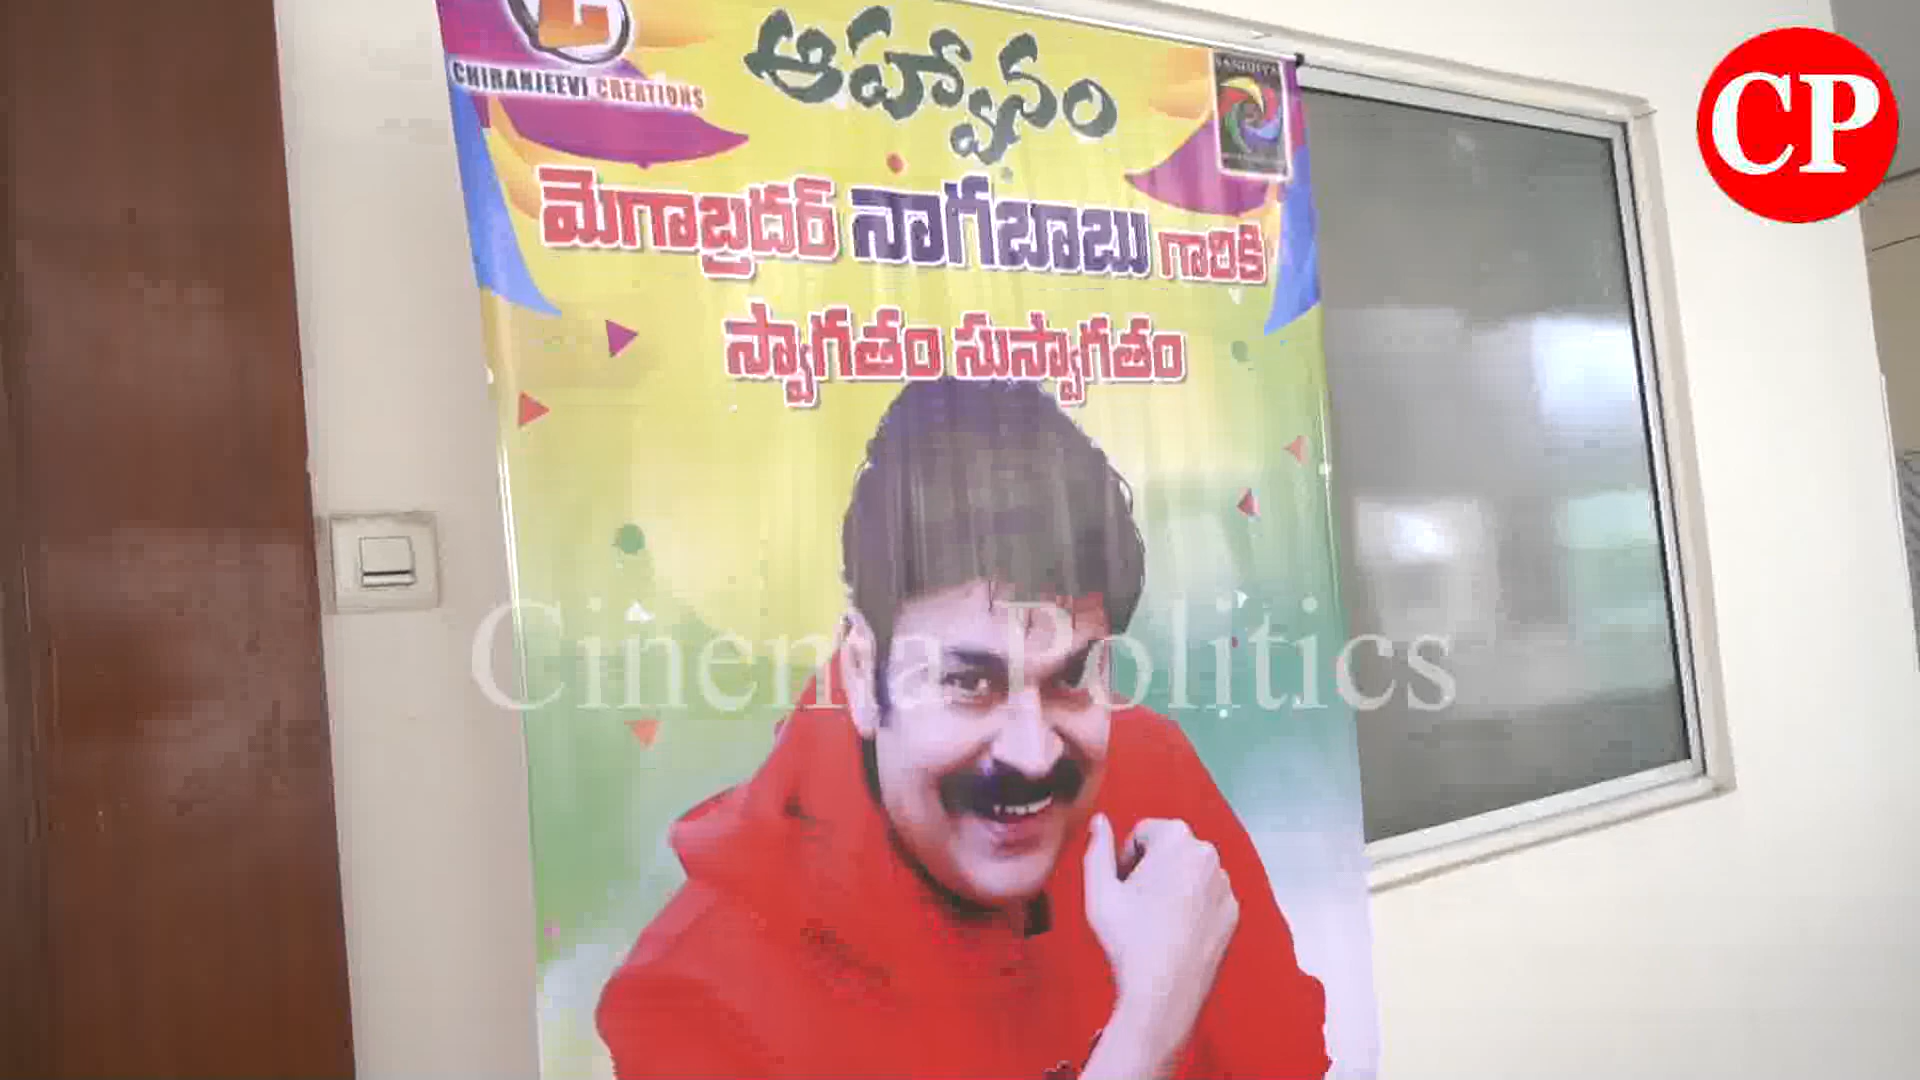 CHIRANJEEVI CREATIONS
ఆహ్వానం
మెగాబ్రదర్ నాగబాబు గారికి
స్వాగతం సుస్వాగతం
CP
Cinema Politics